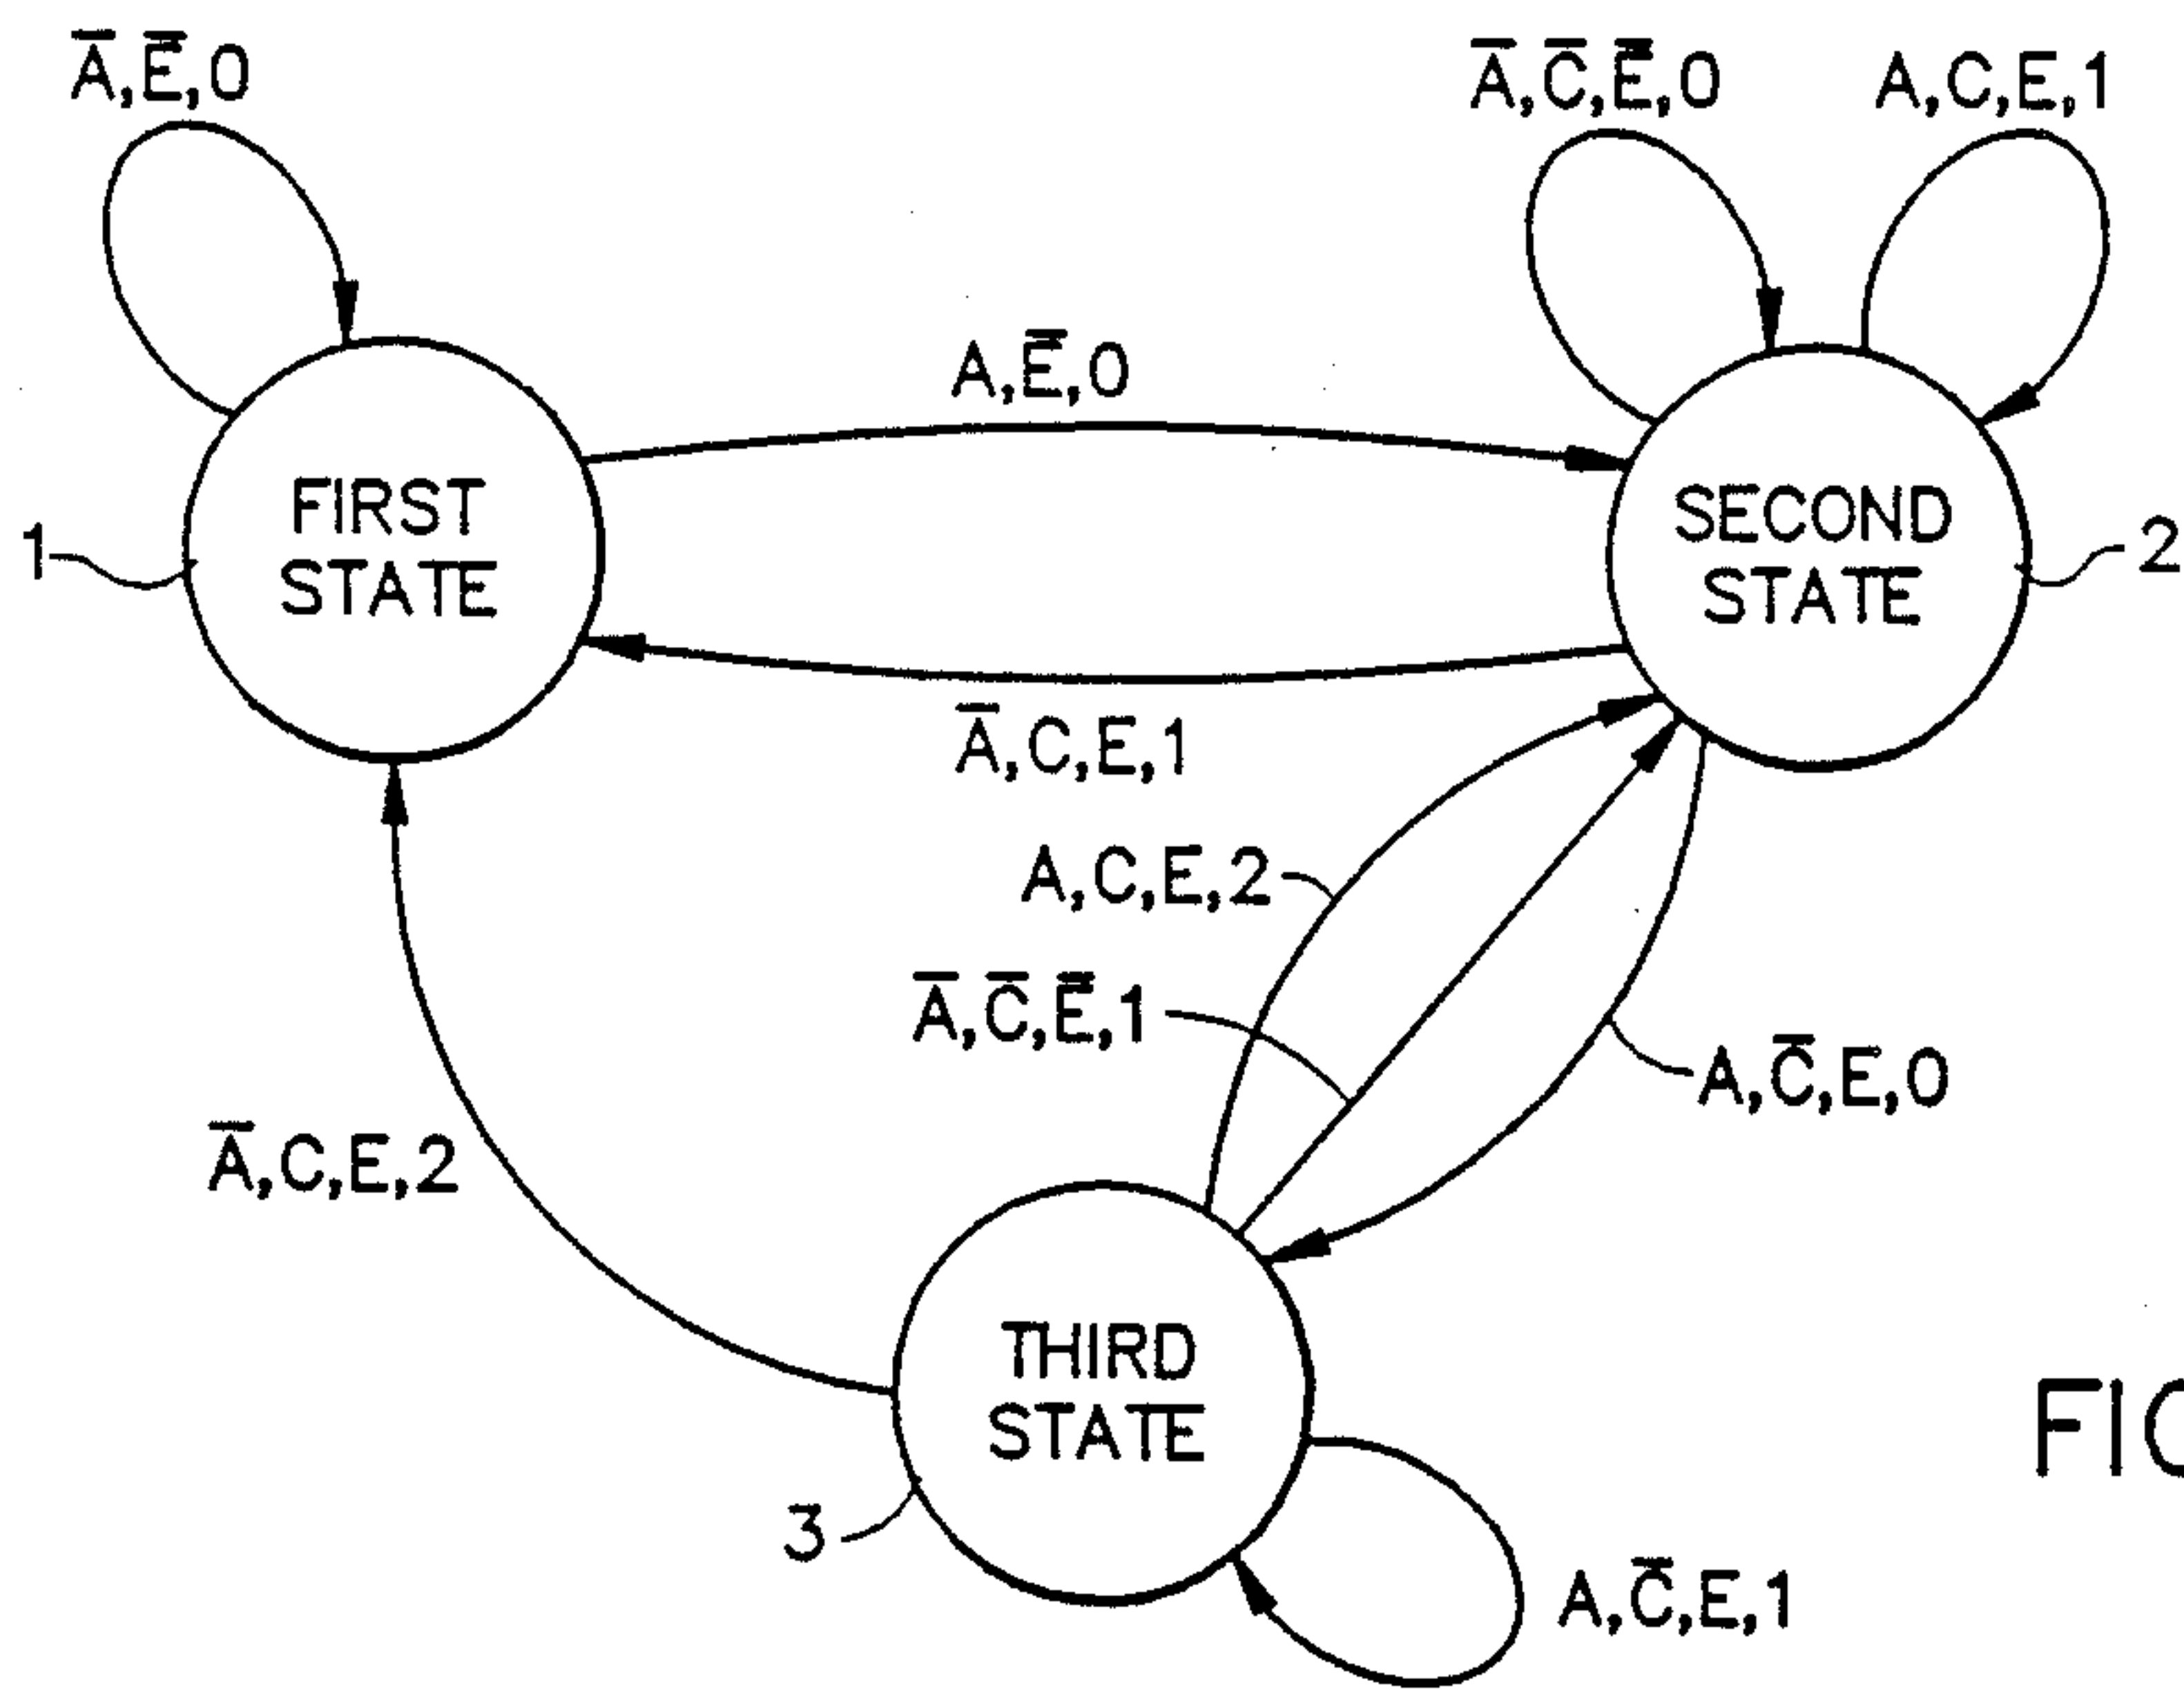 A̅,E̅,0
A̅,C̅,E̅,0
A,C,E,1
A,E̅,0
FIRST
STATE
1
SECOND
STATE
2
A̅,C,E,1
A,C,E,2
A̅,C̅,E̅,1
A,C̅,E,0
A̅,C,E,2
THIRD
STATE
3
A,C̅,E,1